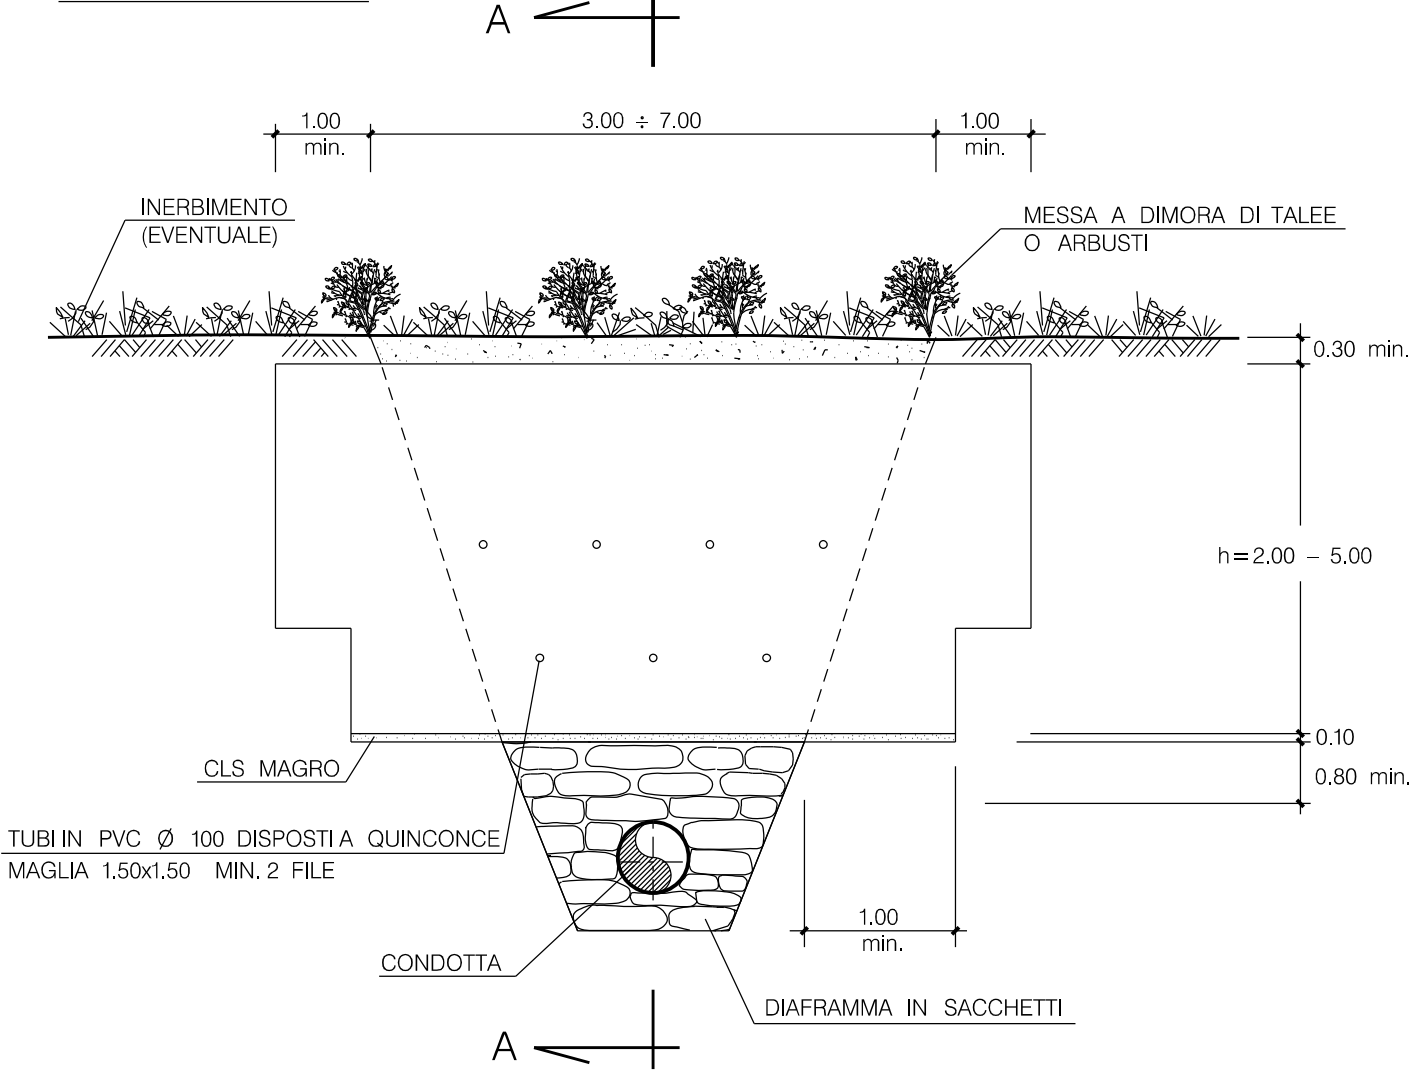 A
1.00
min.
3.00 ÷ 7.00
1.00
min.
INERBIMENTO
(EVENTUALE)
MESSA A DIMORA DI TALEE
O ARBUSTI
0.30 min.
h=2.00 – 5.00
0.10
0.80 min.
CLS MAGRO
TUBI IN PVC Ø 100 DISPOSTI A QUINCONCE
MAGLIA 1.50x1.50 MIN. 2 FILE
1.00
min.
CONDOTTA
DIAFRAMMA IN SACCHETTI
A